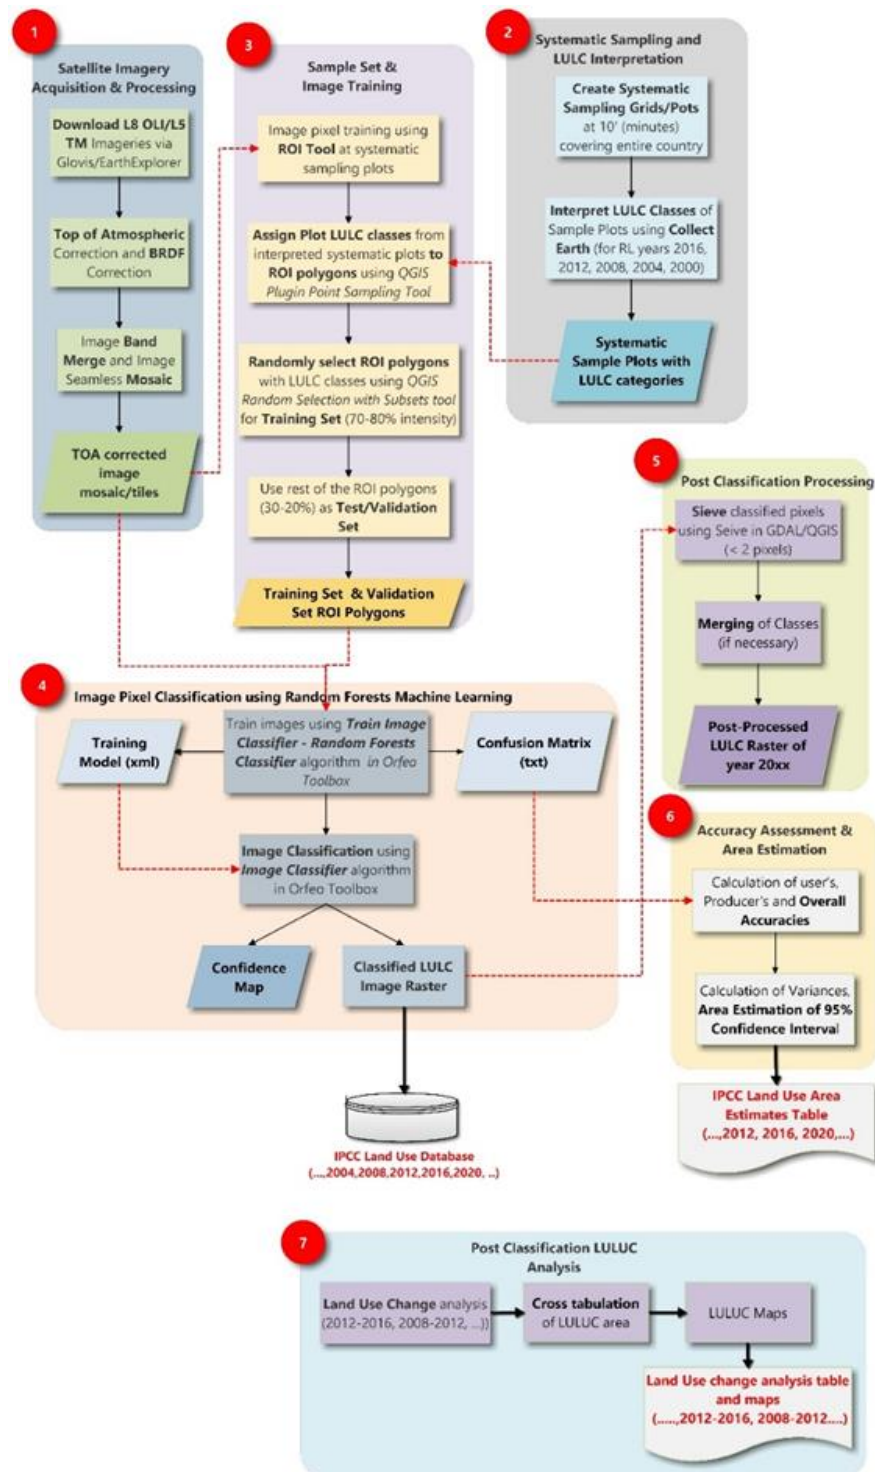 1
Satellite Imagery
Acquisition & Processing
Download L8 OLI/L5
TM Imageries via
Glovis/EarthExplorer
Top of Atmospheric
Correction and BRDF
Correction
Image Band
Merge and Image
Seamless Mosaic
TOA corrected
image
mosaic/tiles
3
Sample Set &
Image Training
Image pixel training using
ROI Tool at systematic
sampling plots
Assign Plot LULC classes from
interpreted systematic plots to
ROI polygons using QGIS
Plugin Point Sampling Tool
Randomly select ROI polygons
with LULC classes using QGIS
Random Selection with Subsets tool
for Training Set (70-80% intensity)
Use rest of the ROI polygons
(30-20%) as Test/Validation
Set
Training Set & Validation
Set ROI Polygons
2
Systematic Sampling and
LULC Interpretation
Create Systematic
Sampling Grids/Pots
at 10' (minutes)
covering entire country
Interpret LULC Classes of
Sample Plots using Collect
Earth (for RL years 2016,
2012, 2008, 2004, 2000)
Systematic
Sample Plots with
LULC categories
5
Post Classification Processing
Sieve classified pixels
using Seive in GDAL/QGIS
(< 2 pixels)
Merging of Classes
(if necessary)
Post-Processed
LULC Raster of
year 20xx
4
Image Pixel Classification using Random Forests Machine Learning
Training
Model (xml)
Train images using Train Image
Classifier - Random Forests
Classifier algorithm in Orfeo
Toolbox
Confusion Matrix
(txt)
Image Classification using
Image Classifier algorithm
in Orfeo Toolbox
Confidence
Map
Classified LULC
Image Raster
IPCC Land Use Database
(...,2004,2008,2012,2016,2020, ..)
6
Accuracy Assessment &
Area Estimation
Calculation of user's,
Producer's and Overall
Accuracies
Calculation of Variances,
Area Estimation of 95%
Confidence Interval
IPCC Land Use Area
Estimates Table
(...,2012, 2016, 2020,...)
7
Post Classification LULUC
Analysis
Land Use Change analysis
(2012-2016, 2008-2012, ...))
Cross tabulation
of LULUC area
LULUC Maps
Land Use change analysis table
and maps
(.....,2012-2016, 2008-2012....)